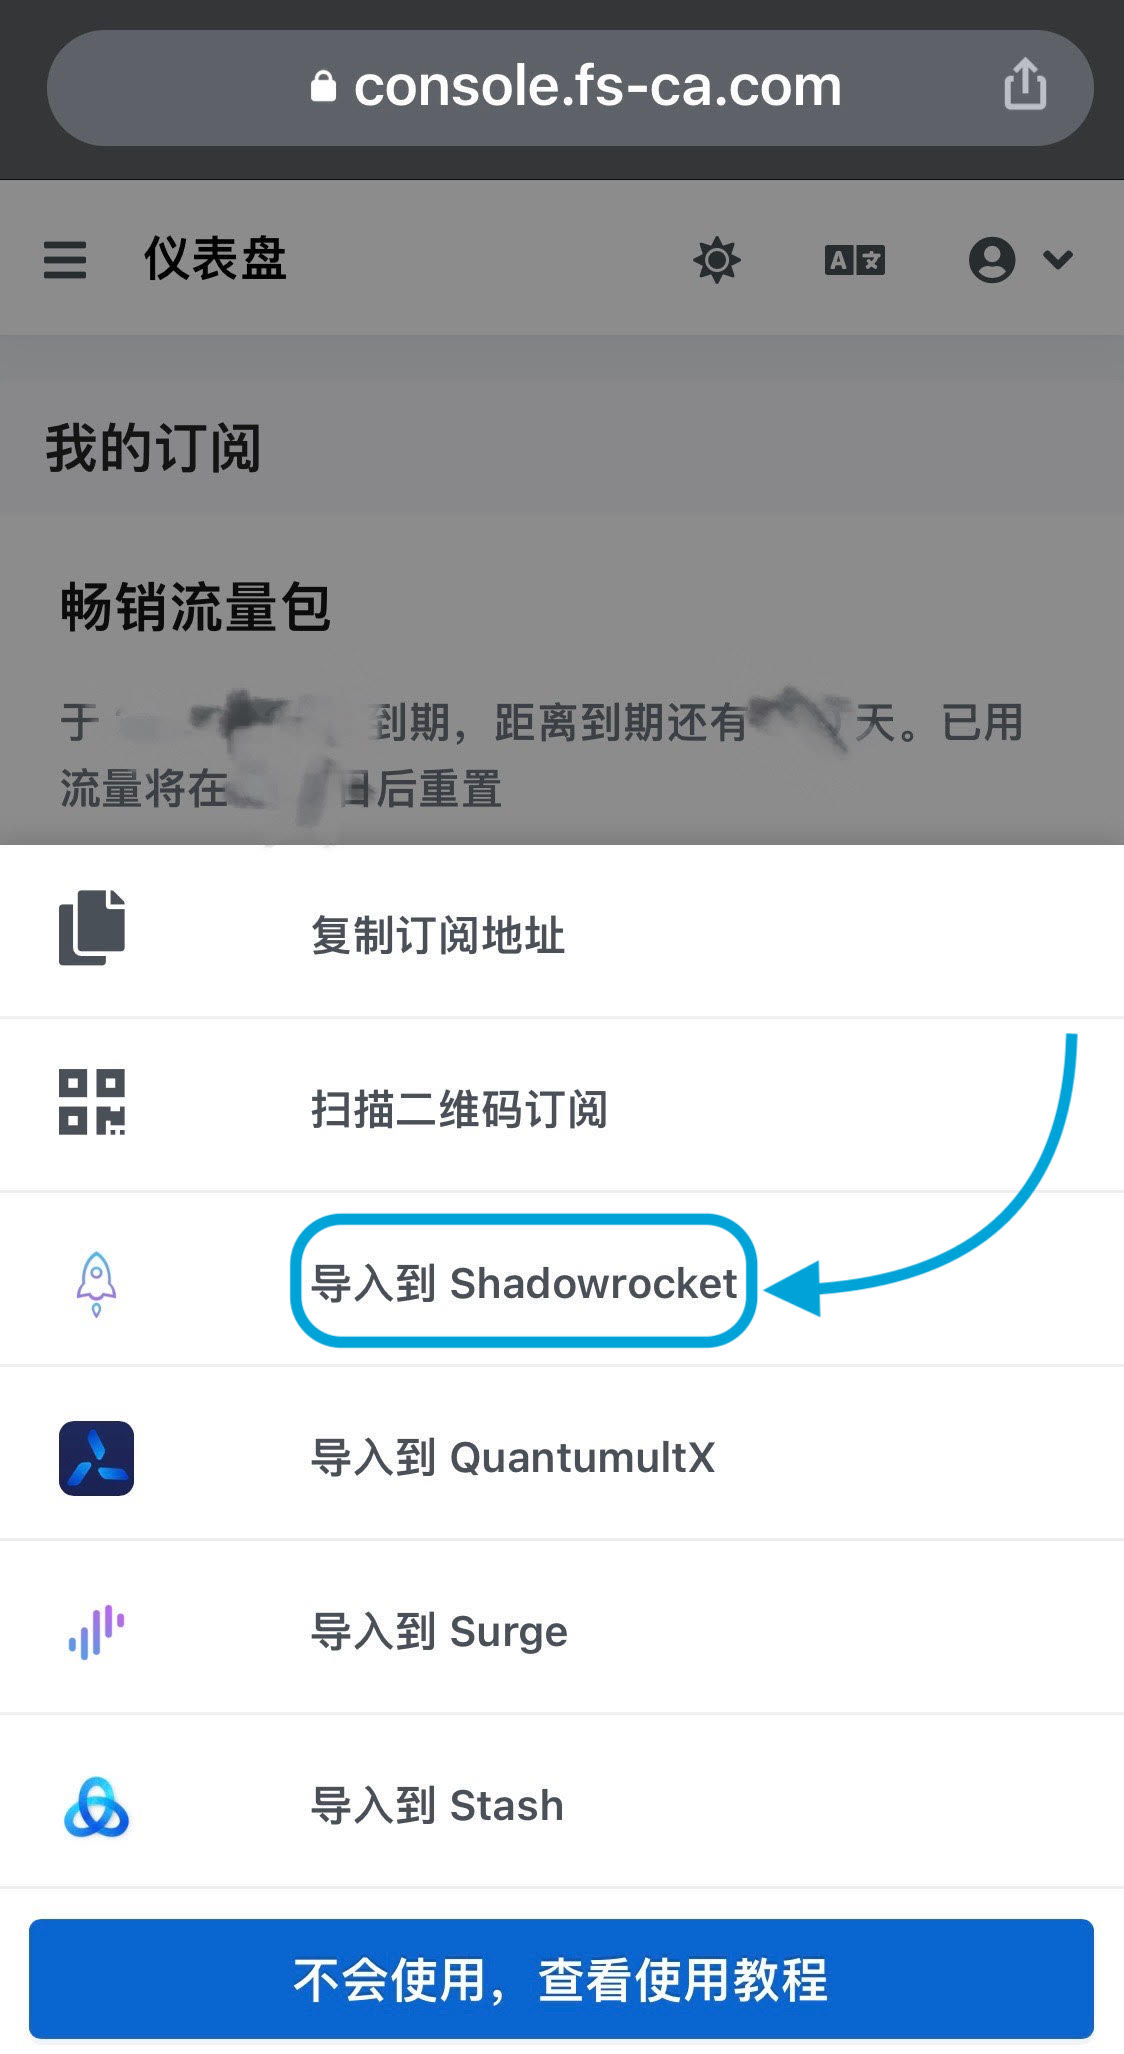 console.fs-ca.com
仪表盘
A 文
我的订阅
畅销流量包
于 到期，距离到期还有 天。已用
流量将在 日后重置
复制订阅地址
扫描二维码订阅
导入到 Shadowrocket
导入到 QuantumultX
导入到 Surge
导入到 Stash
不会使用，查看使用教程